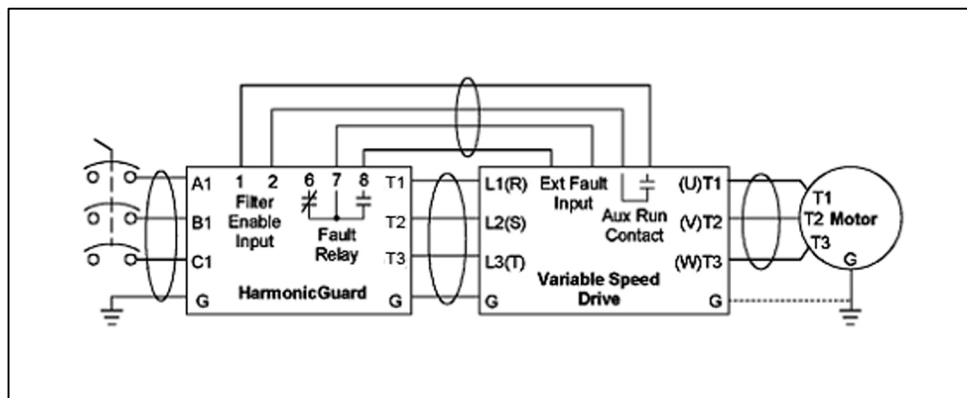 A1
B1
C1
G
1 2 6 7 8
Filter
Enable
Input
Fault
Relay
T1
T2
T3
G
HarmonicGuard
L1(R)
L2(S)
L3(T)
G
Ext Fault
Input
Aux Run
Contact
(U)T1
(V)T2
(W)T3
G
Variable Speed
Drive
T1
T2 Motor
T3
G